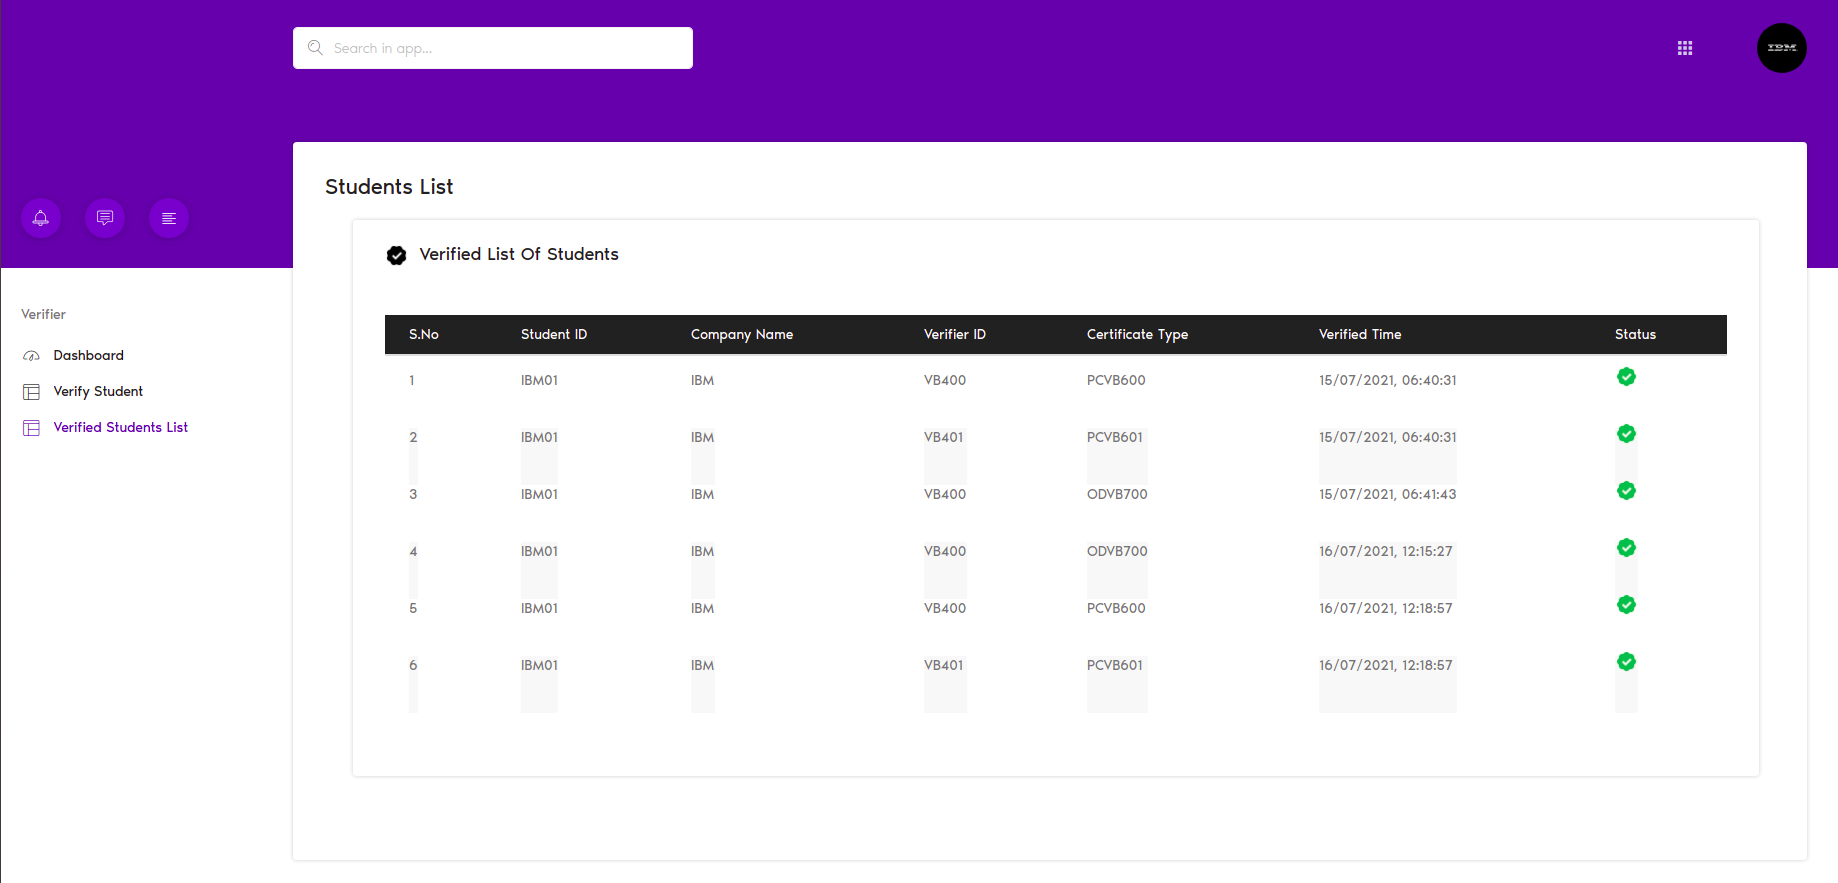 Search in app...
IBM
Students List
Verified List Of Students
Verifier
Dashboard
Verify Student
Verified Students List
S.No Student ID Company Name Verifier ID Certificate Type Verified Time Status
1 IBM01 IBM VB400 PCVB600 15/07/2021, 06:40:31
2 IBM01 IBM VB401 PCVB601 15/07/2021, 06:40:31
3 IBM01 IBM VB400 ODVB700 15/07/2021, 06:41:43
4 IBM01 IBM VB400 ODVB700 16/07/2021, 12:15:27
5 IBM01 IBM VB400 PCVB600 16/07/2021, 12:18:57
6 IBM01 IBM VB401 PCVB601 16/07/2021, 12:18:57